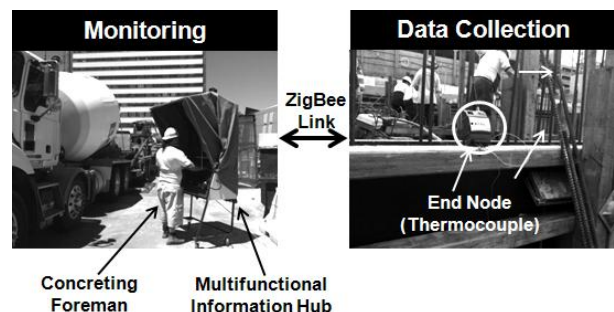 Monitoring
Data Collection
ZigBee
Link
End Node
(Thermocouple)
Concreting
Foreman
Multifunctional
Information Hub